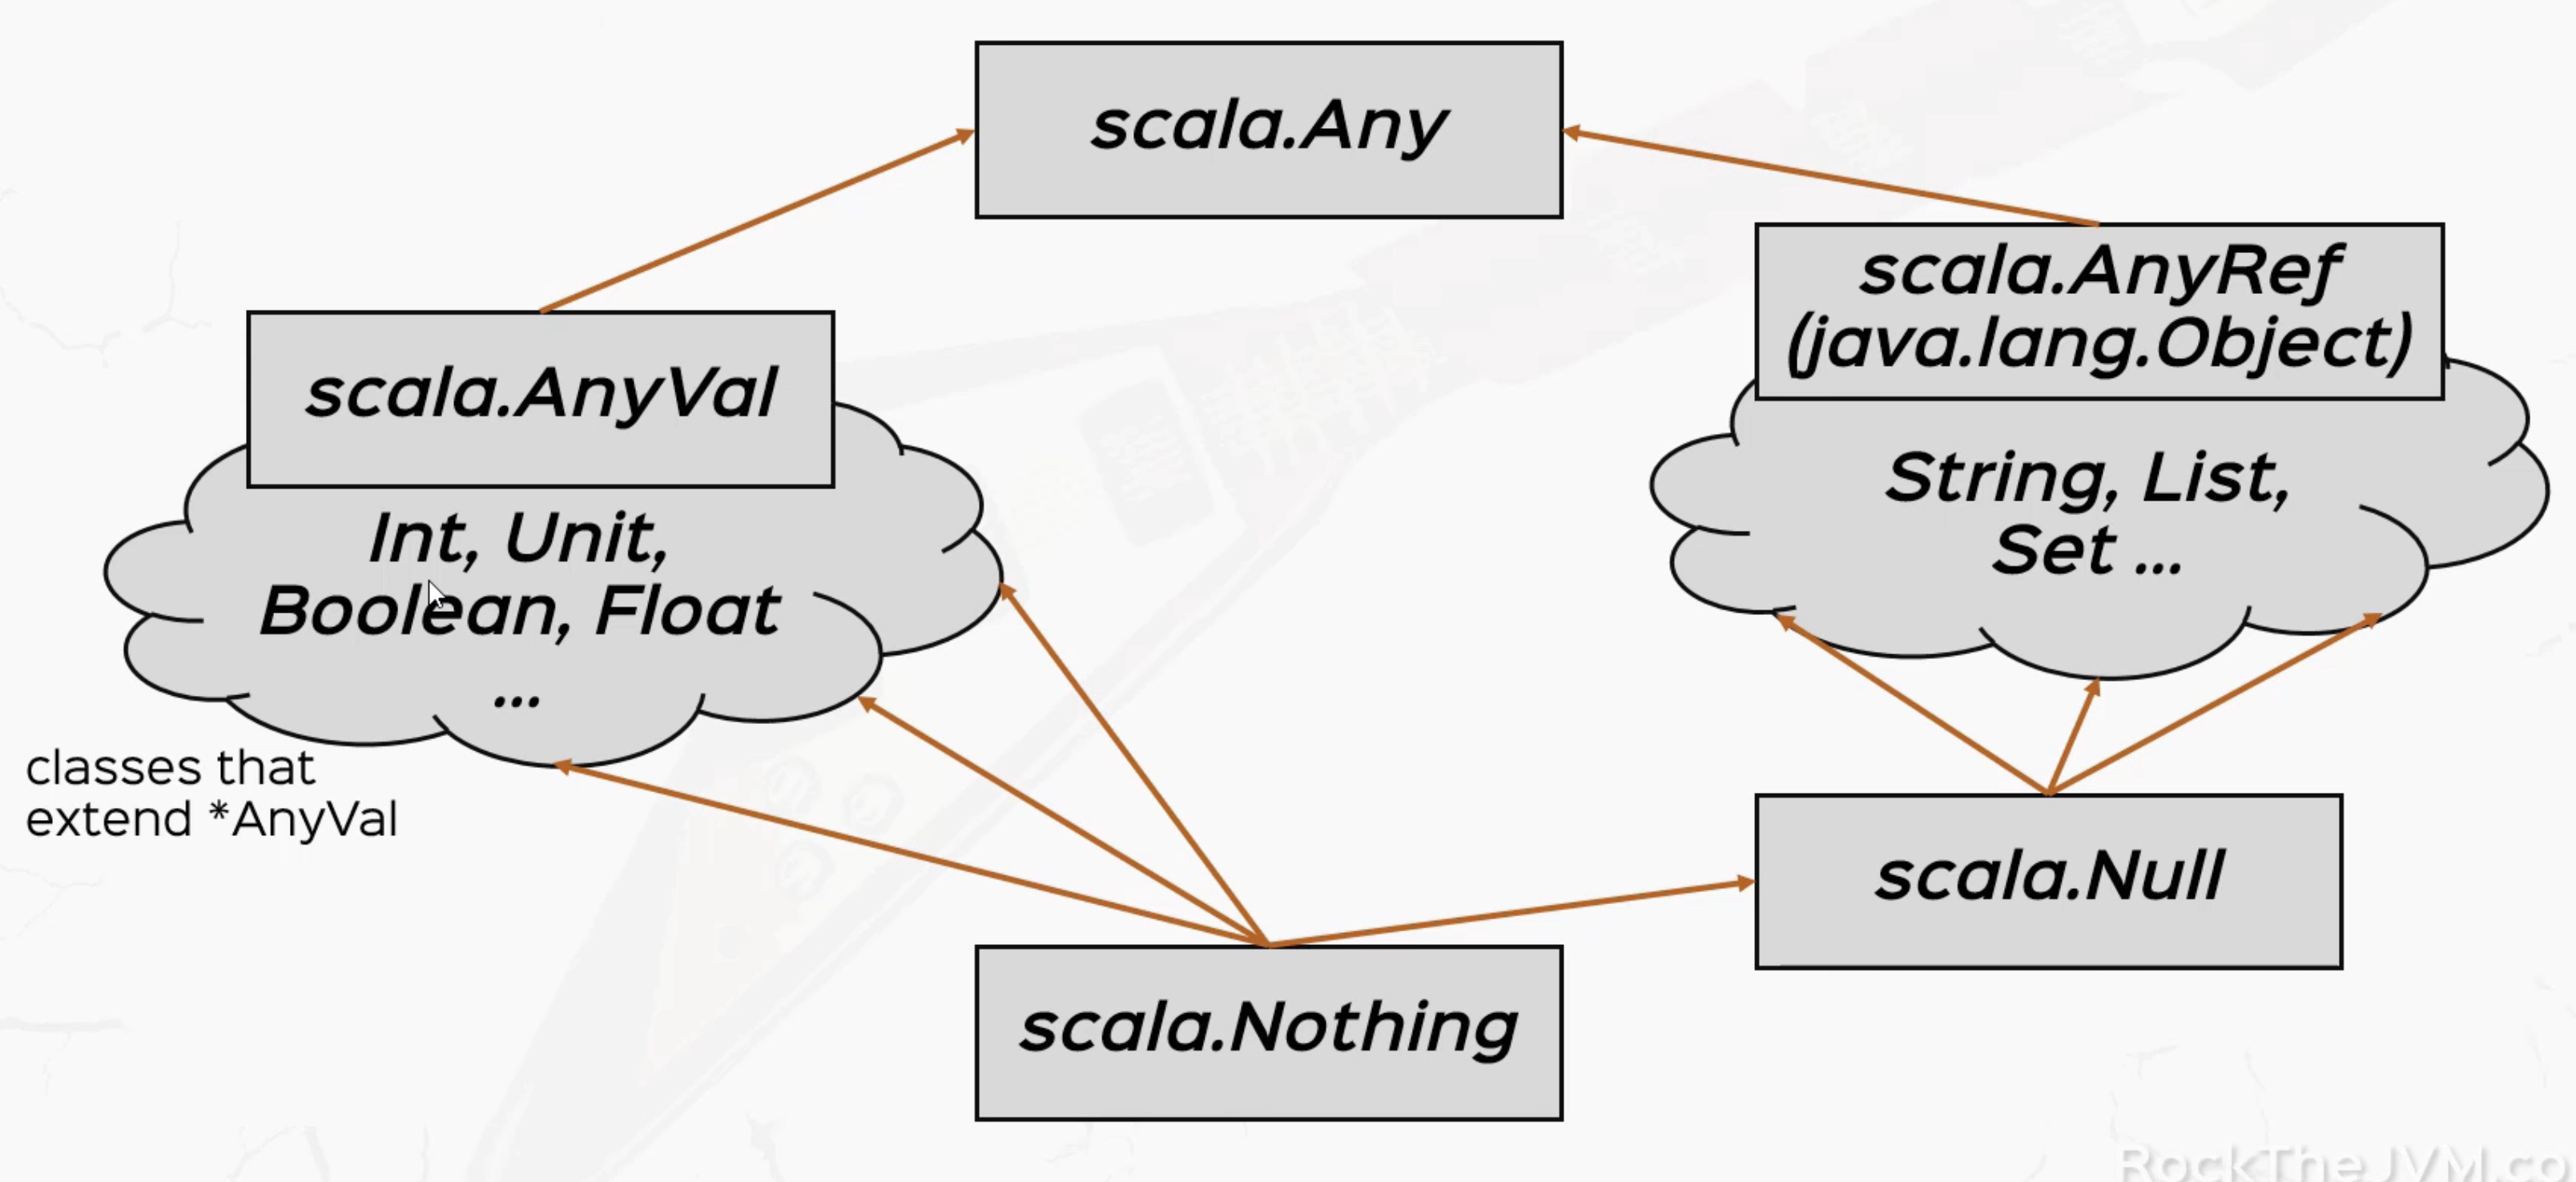 scala.Any
scala.AnyRef
(java.lang.Object)
scala.AnyVal
String, List,
Set ...
Int, Unit,
Boolean, Float
...
classes that
extend *AnyVal
scala.Null
scala.Nothing
RockTheJVM.co